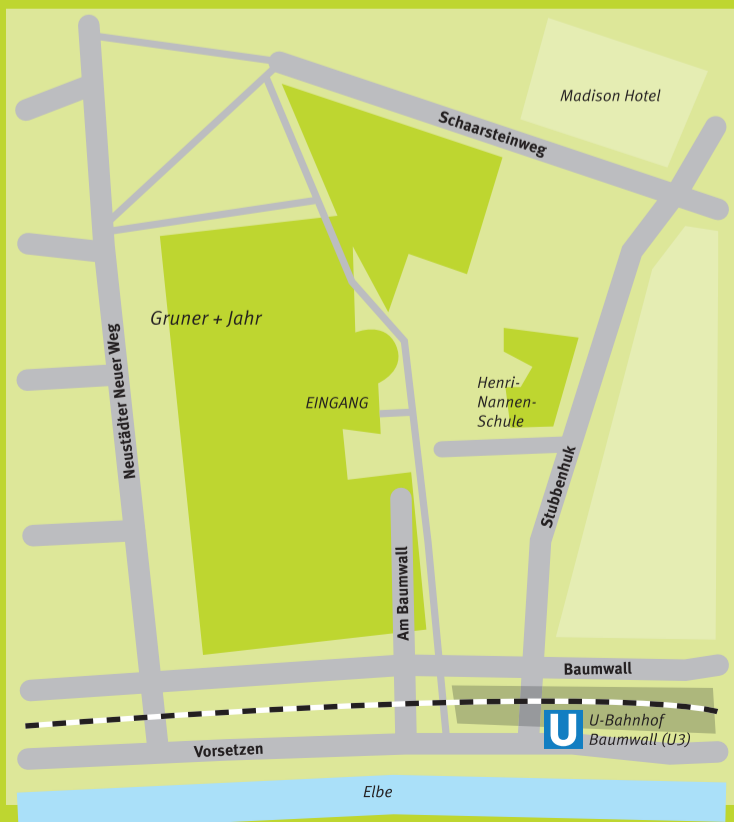 Madison Hotel
Schaarsteinweg
Gruner + Jahr
Neustädter Neuer Weg
EINGANG
Henri-
Nannen-
Schule
Stubbenhuk
Am Baumwall
Baumwall
U
U-Bahnhof
Baumwall (U3)
Vorsetzen
Elbe